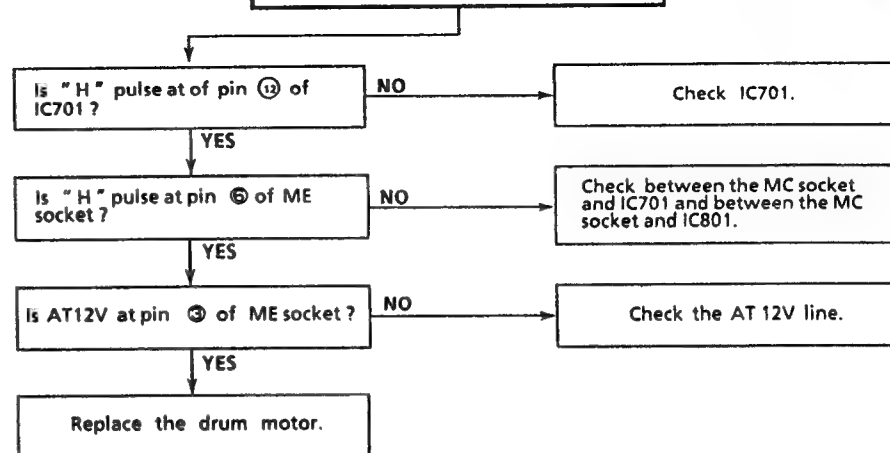 Is "H" pulse at of pin ⑫ of
IC701 ?
NO
Check IC701.
YES
Is "H" pulse at pin ⑥ of ME
socket ?
NO
Check between the MC socket
and IC701 and between the MC
socket and IC801.
YES
Is AT12V at pin ③ of ME socket ?
NO
Check the AT 12V line.
YES
Replace the drum motor.